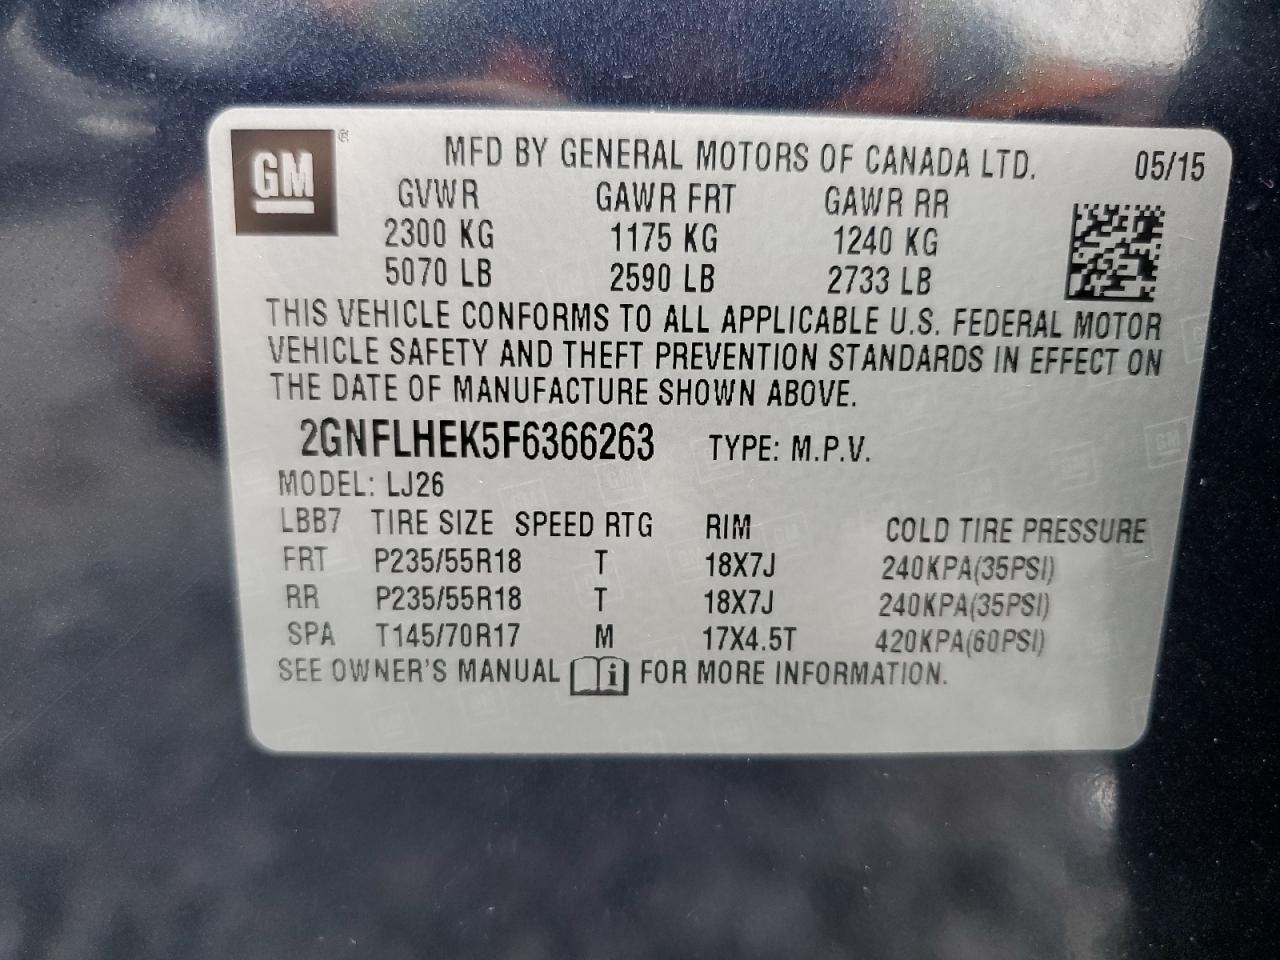 GM ®
MFD BY GENERAL MOTORS OF CANADA LTD. 05/15
GVWR GAWR FRT GAWR RR
2300 KG 1175 KG 1240 KG
5070 LB 2590 LB 2733 LB
THIS VEHICLE CONFORMS TO ALL APPLICABLE U.S. FEDERAL MOTOR
VEHICLE SAFETY AND THEFT PREVENTION STANDARDS IN EFFECT ON
THE DATE OF MANUFACTURE SHOWN ABOVE.
2GNFLHEK5F6366263 TYPE: M.P.V.
MODEL: LJ26
LBB7 TIRE SIZE SPEED RTG RIM COLD TIRE PRESSURE
FRT P235/55R18 T 18X7J 240KPA(35PSI)
RR P235/55R18 T 18X7J 240KPA(35PSI)
SPA T145/70R17 M 17X4.5T 420KPA(60PSI)
SEE OWNER'S MANUAL i FOR MORE INFORMATION.